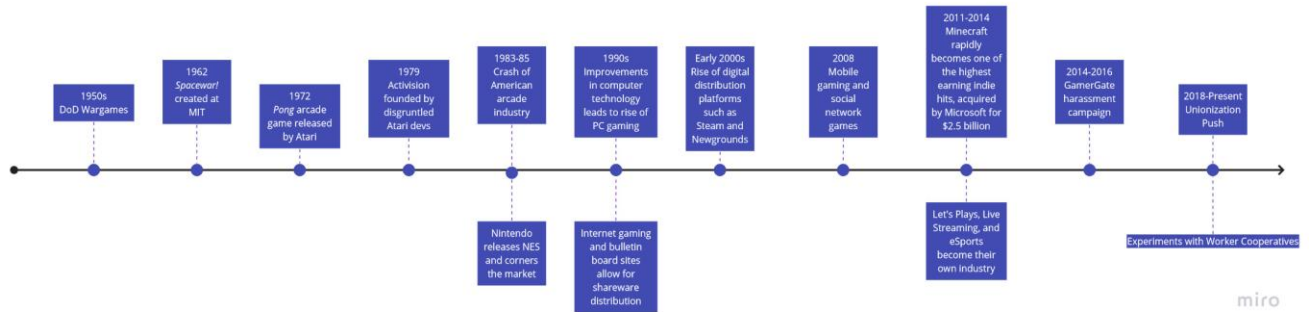 1950s
DoD Wargames
1962
Spacewar!
created at
MIT
1972
Pong arcade
game released
by Atari
1979
Activision
founded by
disgruntled
Atari devs
1983-85
Crash of
American
arcade
industry
Nintendo
releases NES
and corners
the market
1990s
Improvements
in computer
technology
leads to rise of
PC gaming
Internet gaming
and bulletin
board sites
allow for
shareware
distribution
Early 2000s
Rise of digital
distribution
platforms
such as
Steam and
Newgrounds
2008
Mobile
gaming and
social
network
games
2011-2014
Minecraft
rapidly
becomes one of
the highest
earning indie
hits, acquired
by Microsoft for
$2.5 billion
Let's Plays, Live
Streaming, and
eSports
become their
own industry
2014-2016
GamerGate
harassment
campaign
2018-Present
Unionization
Push
Experiments with Worker Cooperatives
miro